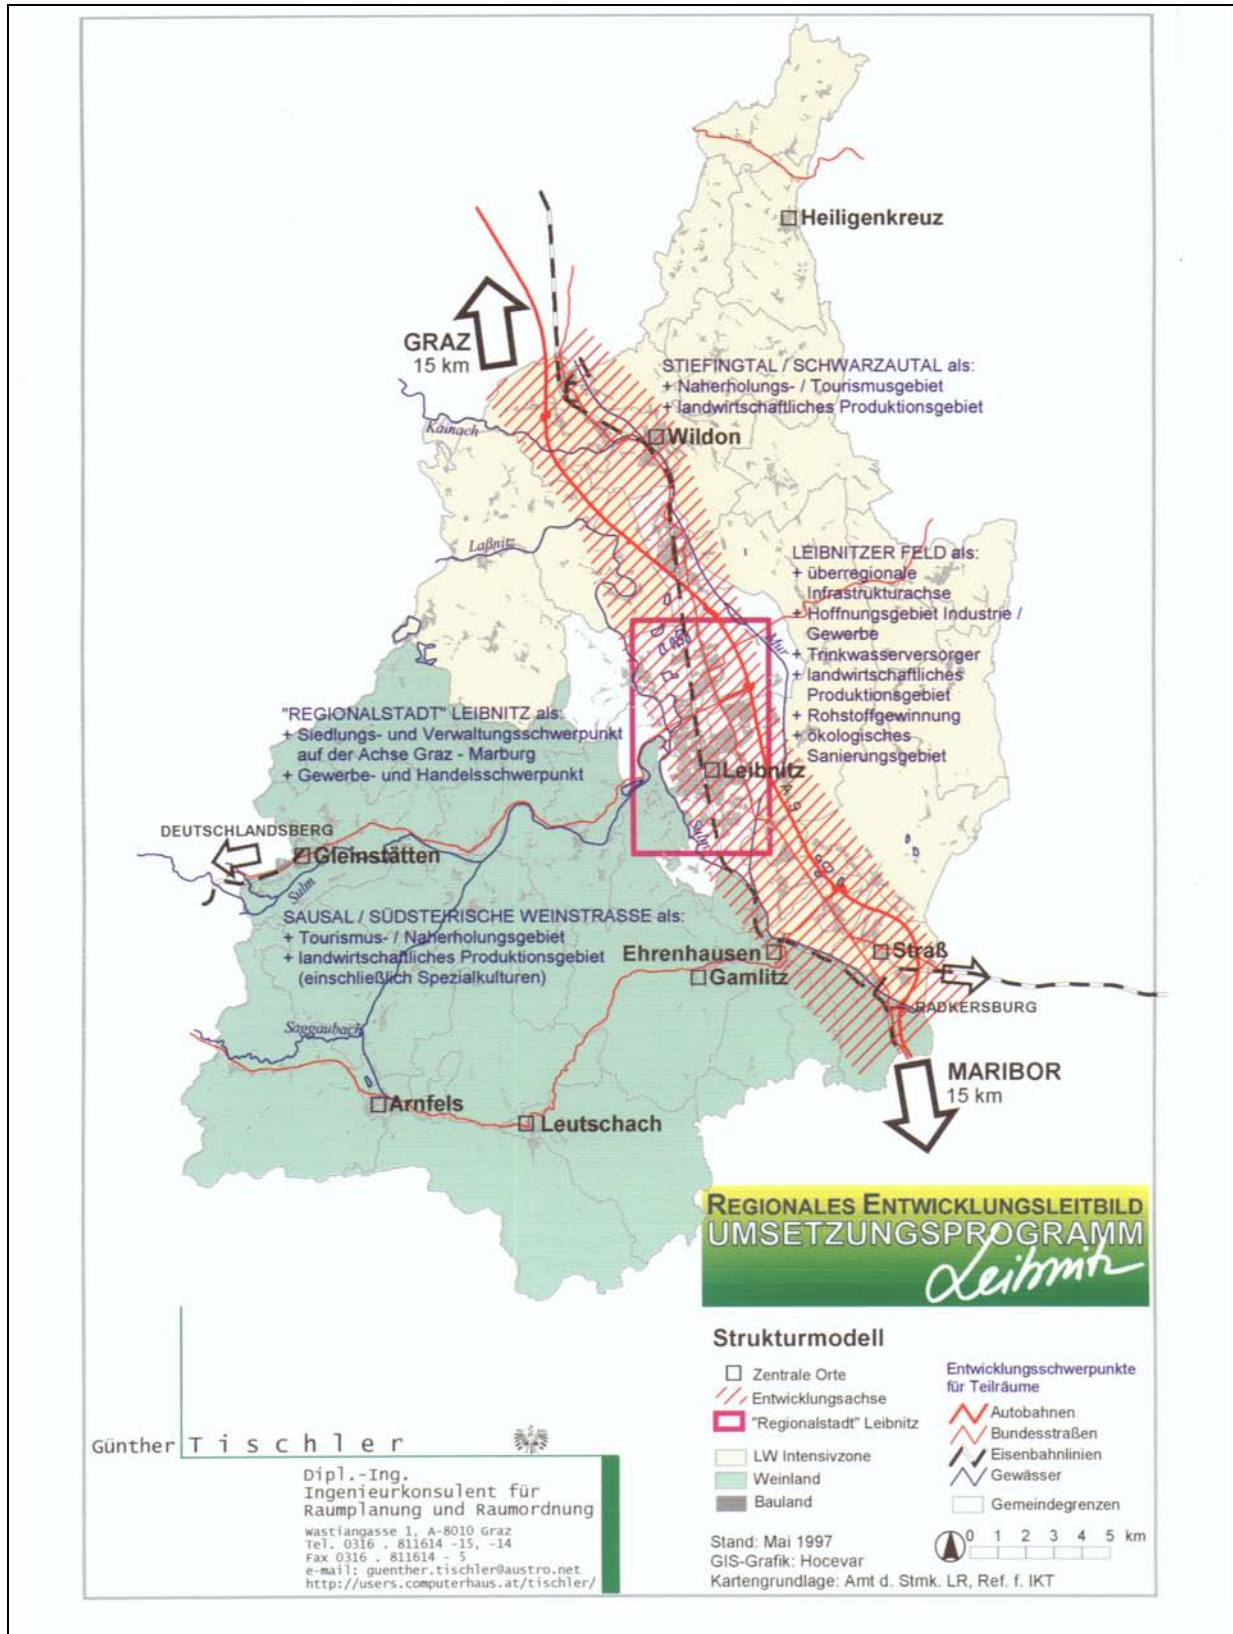 Heiligenkreuz
GRAZ
15 km
STIEFINGTAL / SCHWARZAUTAL als:
+ Naherholungs- / Tourismusgebiet
+ landwirtschaftliches Produktionsgebiet
Kainach
Wildon
Laßnitz
LEIBNITZER FELD als:
+ überregionale
Infrastrukturachse
+ Hoffnungsgebiet Industrie /
Gewerbe
+ Trinkwasserversorger
+ landwirtschaftliches
Produktionsgebiet
+ Rohstoffgewinnung
+ ökologisches
Sanierungsgebiet
Mur
"REGIONALSTADT" LEIBNITZ als:
+ Siedlungs- und Verwaltungsschwerpunkt
auf der Achse Graz - Marburg
+ Gewerbe- und Handelsschwerpunkt
Leibnitz
A 9
Sulm
DEUTSCHLANDSBERG
Gleinstätten
Sulm
SAUSAL / SÜDSTEIRISCHE WEINSTRASSE als:
+ Tourismus- / Naherholungsgebiet
+ landwirtschaftliches Produktionsgebiet
(einschließlich Spezialkulturen)
Ehrenhausen
Straß
Gamlitz
RADKERSBURG
Saggaubach
MARIBOR
15 km
Arnfels
Leutschach
REGIONALES ENTWICKLUNGSLEITBILD
UMSETZUNGSPROGRAMM
Leibnitz
Strukturmodell
Zentrale Orte
Entwicklungsachse
"Regionalstadt" Leibnitz
LW Intensivzone
Weinland
Bauland
Entwicklungsschwerpunkte
für Teilräume
Autobahnen
Bundesstraßen
Eisenbahnlinien
Gewässer
Gemeindegrenzen
Stand: Mai 1997
GIS-Grafik: Hocevar
Kartengrundlage: Amt d. Stmk. LR, Ref. f. IKT
0 1 2 3 4 5 km
Günther Tischler
Dipl.-Ing.
Ingenieurkonsulent für
Raumplanung und Raumordnung
Wastiangasse 1, A-8010 Graz
Tel. 0316 . 811614 -15, -14
Fax 0316 . 811614 - 5
e-mail: guenther.tischler@austro.net
http://users.computerhaus.at/tischler/